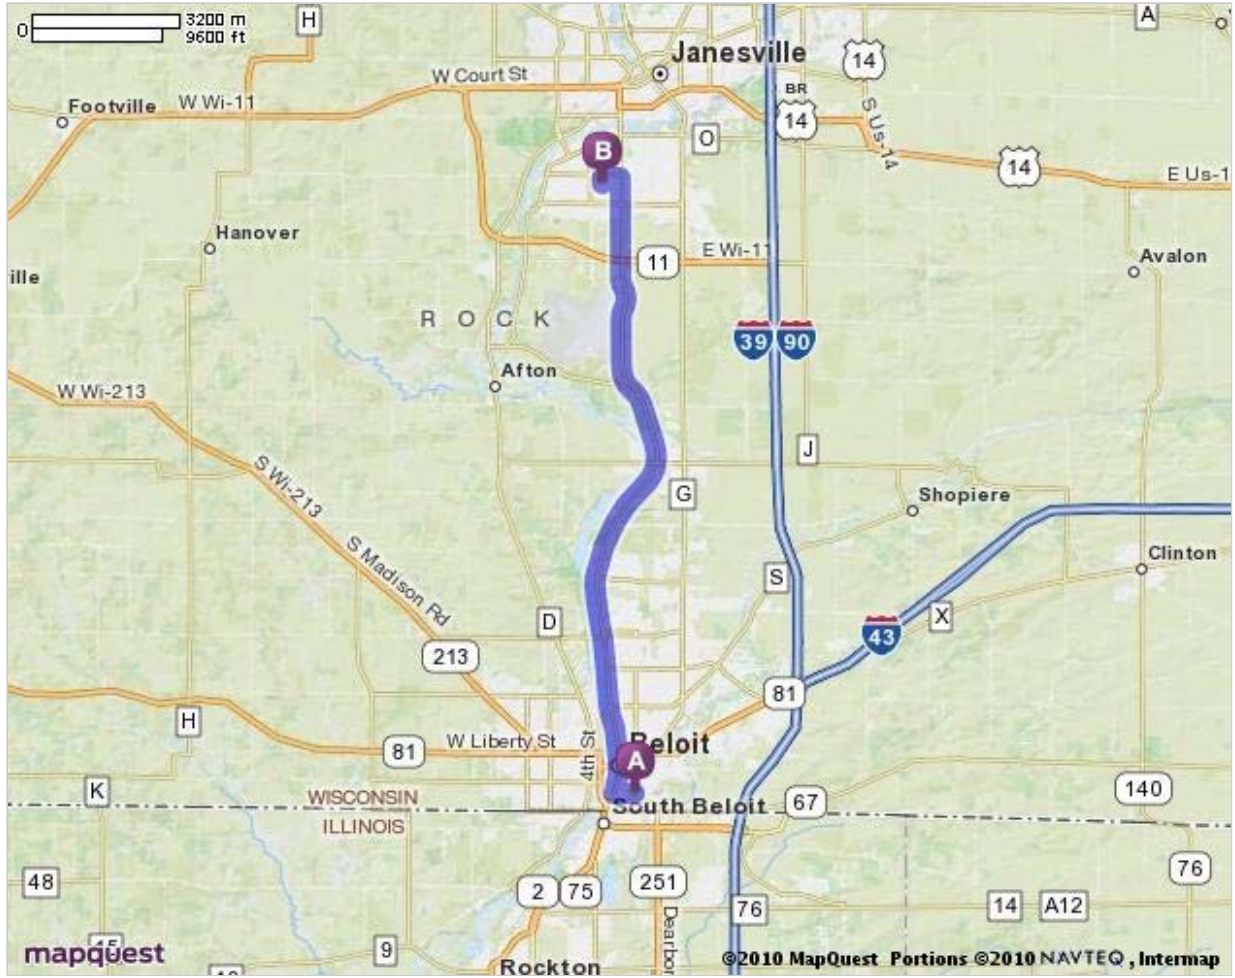 0
3200 m
9600 ft
H
A
Janesville
14
W Court St
BR
14
S Us-14
Footville
W Wi-11
O
B
14
E Us-1
Hanover
11
E Wi-11
Avalon
ille
ROCK
39
90
Afton
W Wi-213
J
S Wi-213
G
Shopiere
S Madison Rd
Clinton
S
D
X
43
213
81
H
81
W Liberty St
4th St
Beloit
A
K
WISCONSIN
South Beloit
67
140
ILLINOIS
48
2
75
251
76
76
14
A12
Dearbor
mapquest
9
©2010 MapQuest Portions ©2010 NAVTEQ, Intermap
Rockton